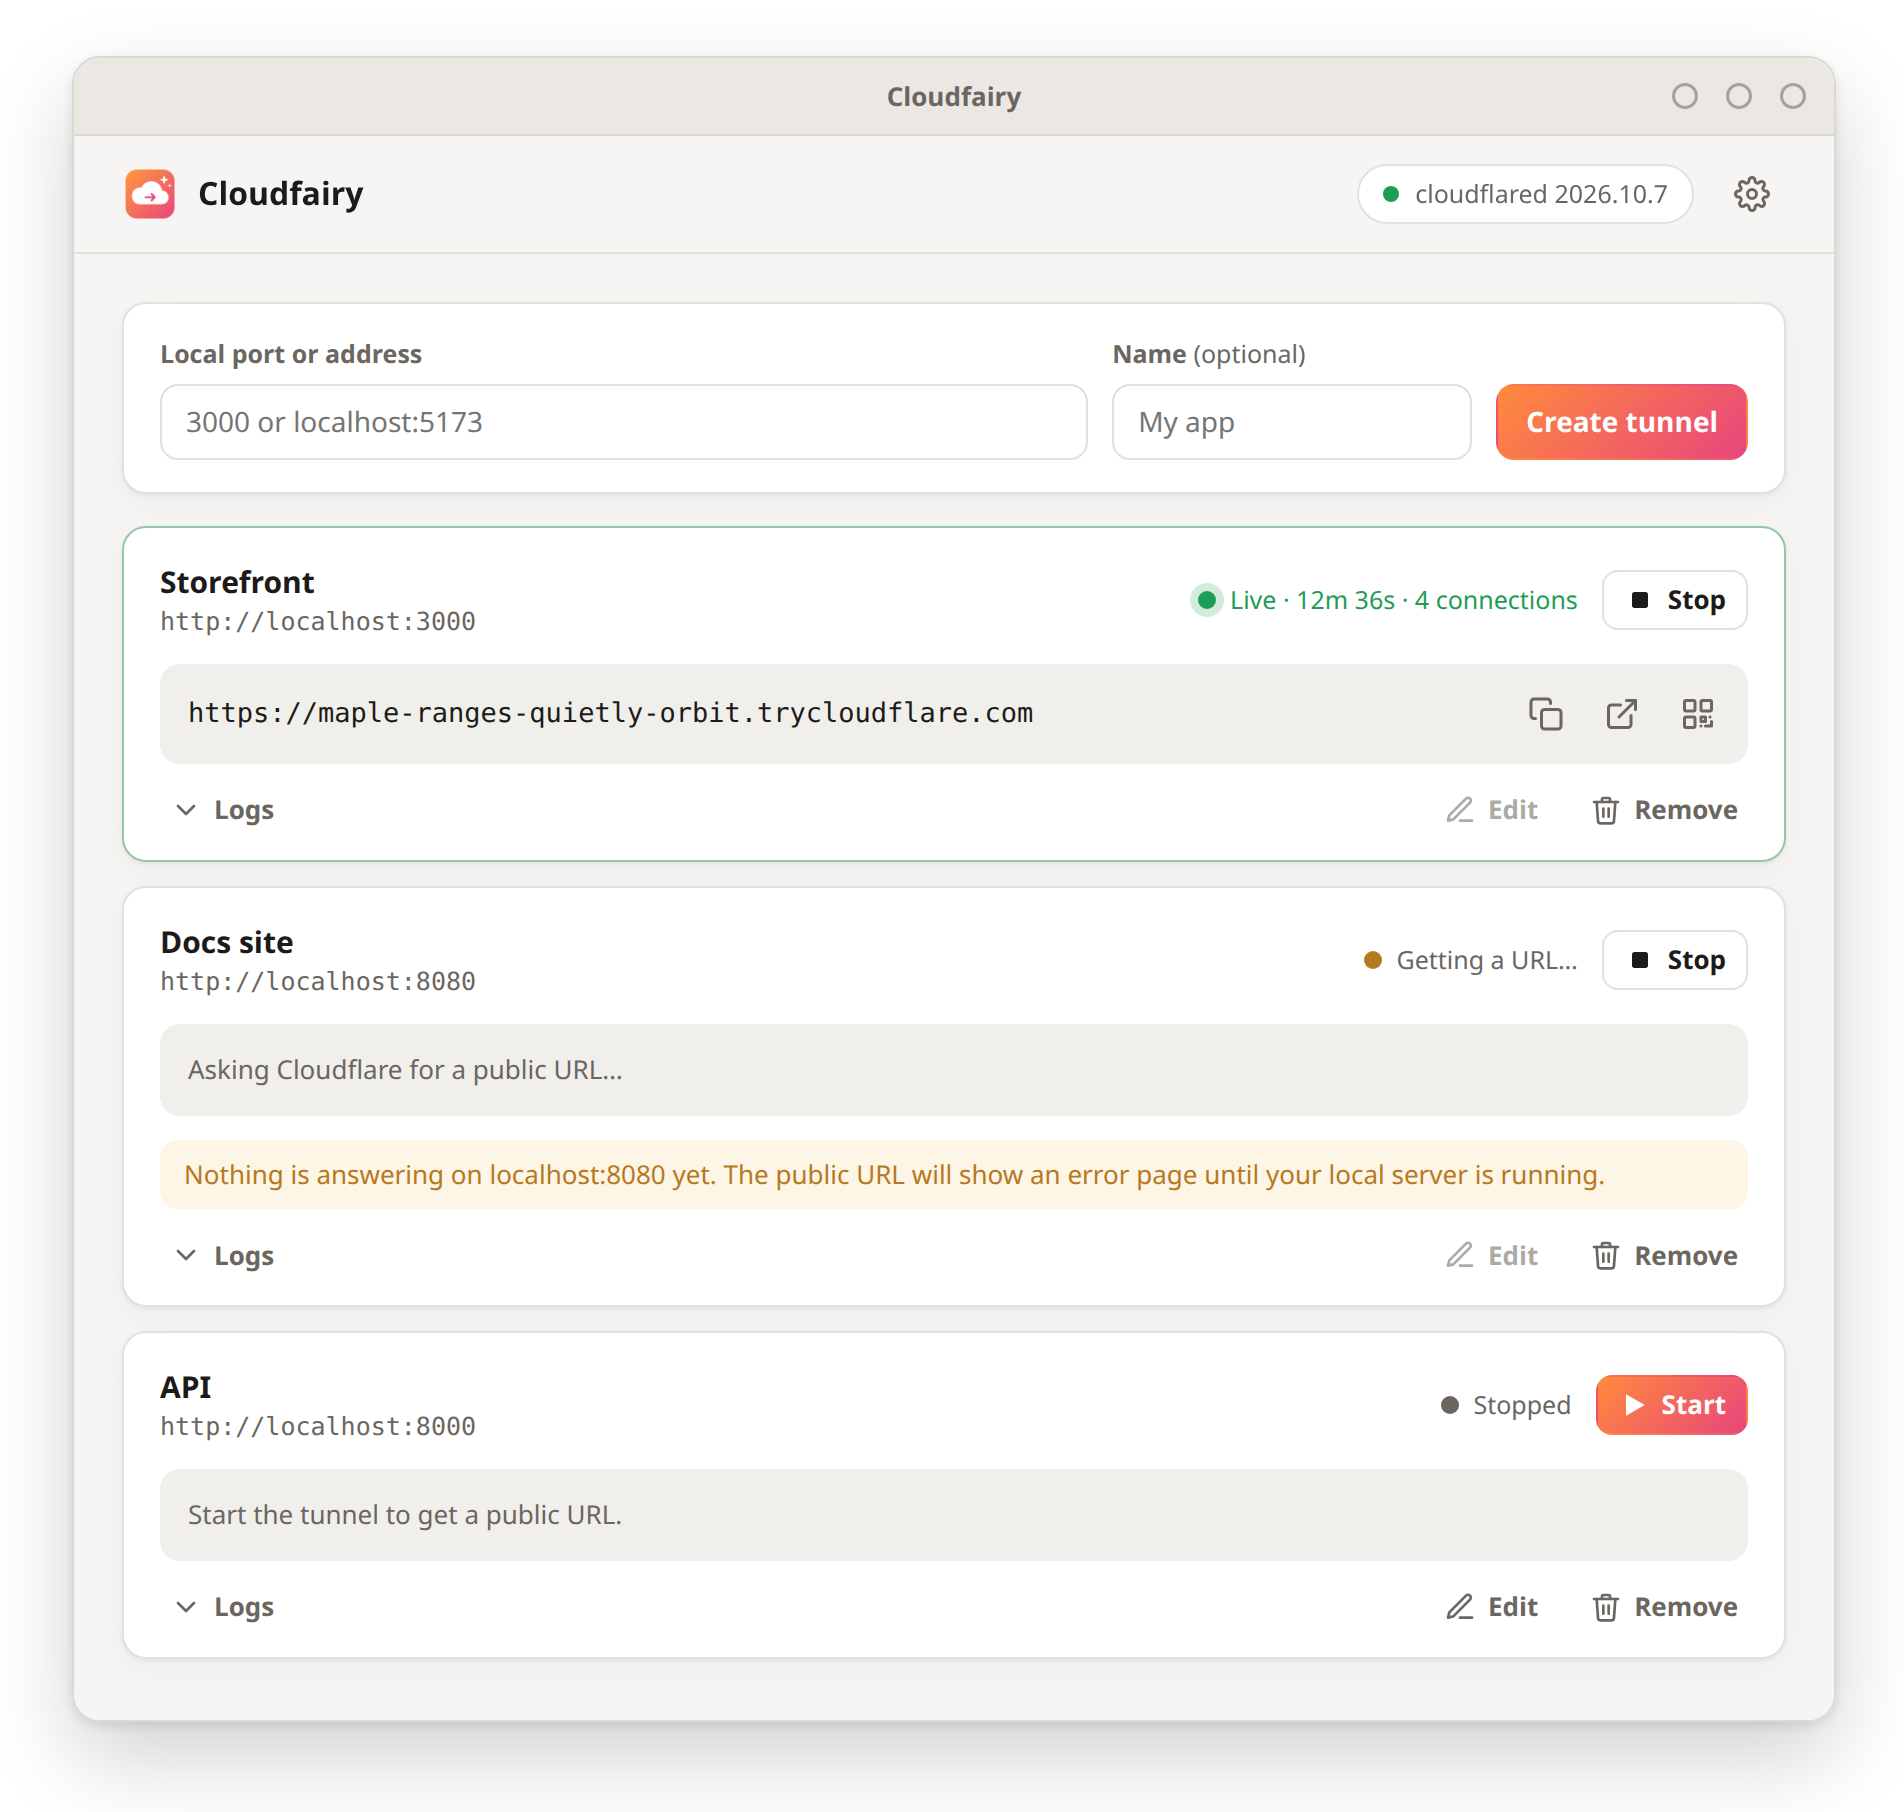 Cloudfairy
Cloudfairy
cloudflared 2026.10.7
Local port or address
Name (optional)
3000 or localhost:5173
My app
Create tunnel
Storefront
http://localhost:3000
Live · 12m 36s · 4 connections
Stop
https://maple-ranges-quietly-orbit.trycloudflare.com
Logs
Edit
Remove
Docs site
http://localhost:8080
Getting a URL...
Stop
Asking Cloudflare for a public URL...
Nothing is answering on localhost:8080 yet. The public URL will show an error page until your local server is running.
Logs
Edit
Remove
API
http://localhost:8000
Stopped
Start
Start the tunnel to get a public URL.
Logs
Edit
Remove